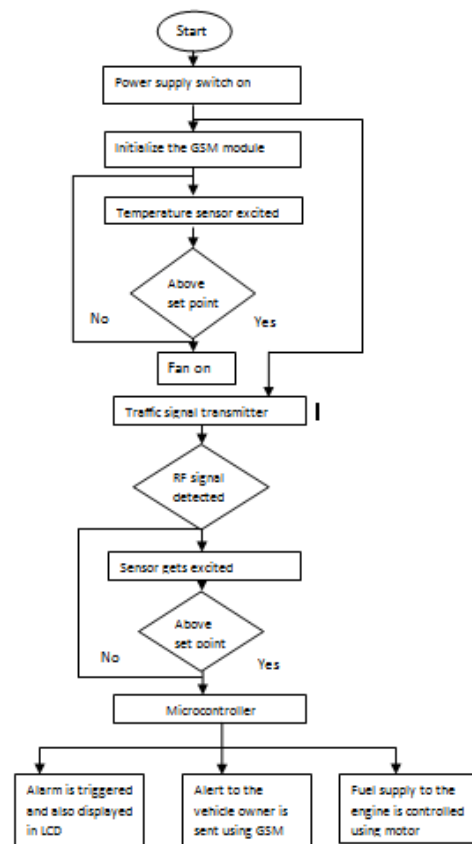 Start
Power supply switch on
Initialize the GSM module
Temperature sensor excited
Above
set point
No
Yes
Fan on
Traffic signal transmitter
RF signal
detected
Sensor gets excited
Above
set point
No
Yes
Microcontroller
Alarm is triggered
and also displayed
in LCD
Alert to the
vehicle owner is
sent using GSM
Fuel supply to the
engine is controlled
using motor